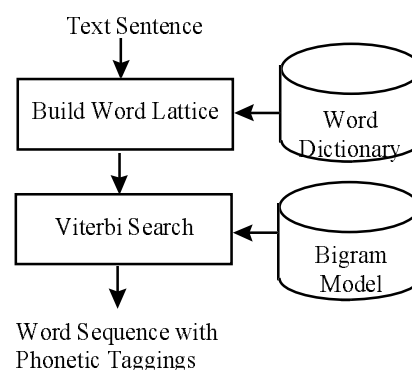 Text Sentence
Build Word Lattice
Word
Dictionary
Viterbi Search
Bigram
Model
Word Sequence with
Phonetic Taggings